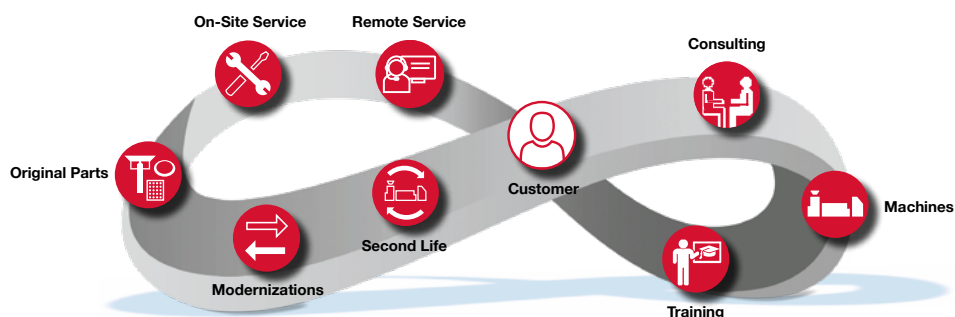 On-Site Service
Remote Service
Consulting
Original Parts
Customer
Machines
Second Life
Modernizations
Training